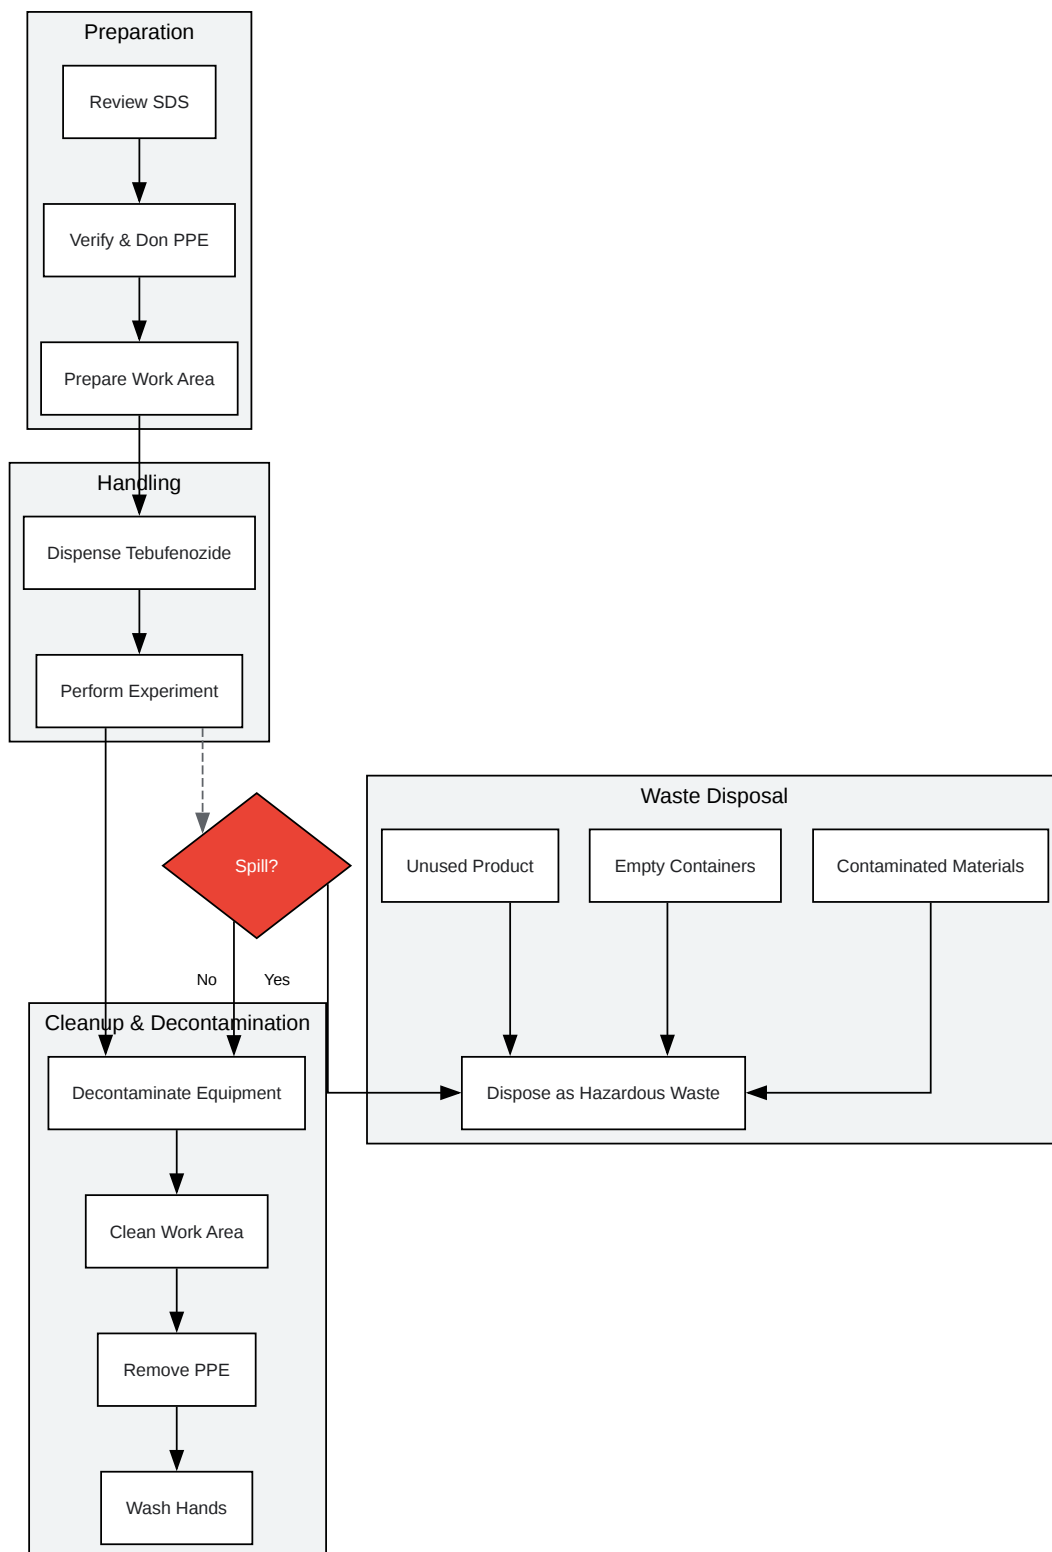 Preparation
Review SDS
Verify & Don PPE
Prepare Work Area
Handling
Dispense Tebufenozide
Perform Experiment
Spill?
No
Yes
Waste Disposal
Unused Product
Empty Containers
Contaminated Materials
Dispose as Hazardous Waste
Cleanup & Decontamination
Decontaminate Equipment
Clean Work Area
Remove PPE
Wash Hands